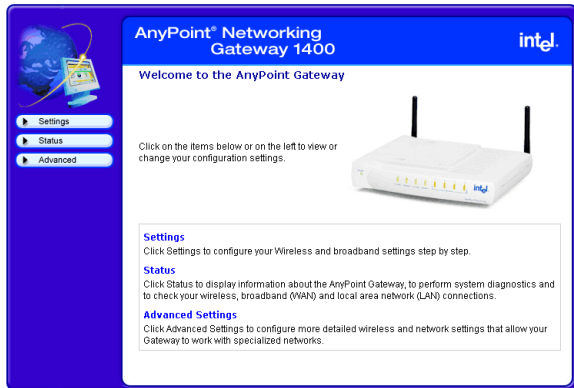 AnyPoint® Networking
Gateway 1400
intel.
Welcome to the AnyPoint Gateway
Settings
Status
Advanced
Click on the items below or on the left to view or
change your configuration settings.
intel
Settings
Click Settings to configure your Wireless and broadband settings step by step.
Status
Click Status to display information about the AnyPoint Gateway, to perform system diagnostics and
to check your wireless, broadband (WAN) and local area network (LAN) connections.
Advanced Settings
Click Advanced Settings to configure more detailed wireless and network settings that allow your
Gateway to work with specialized networks.